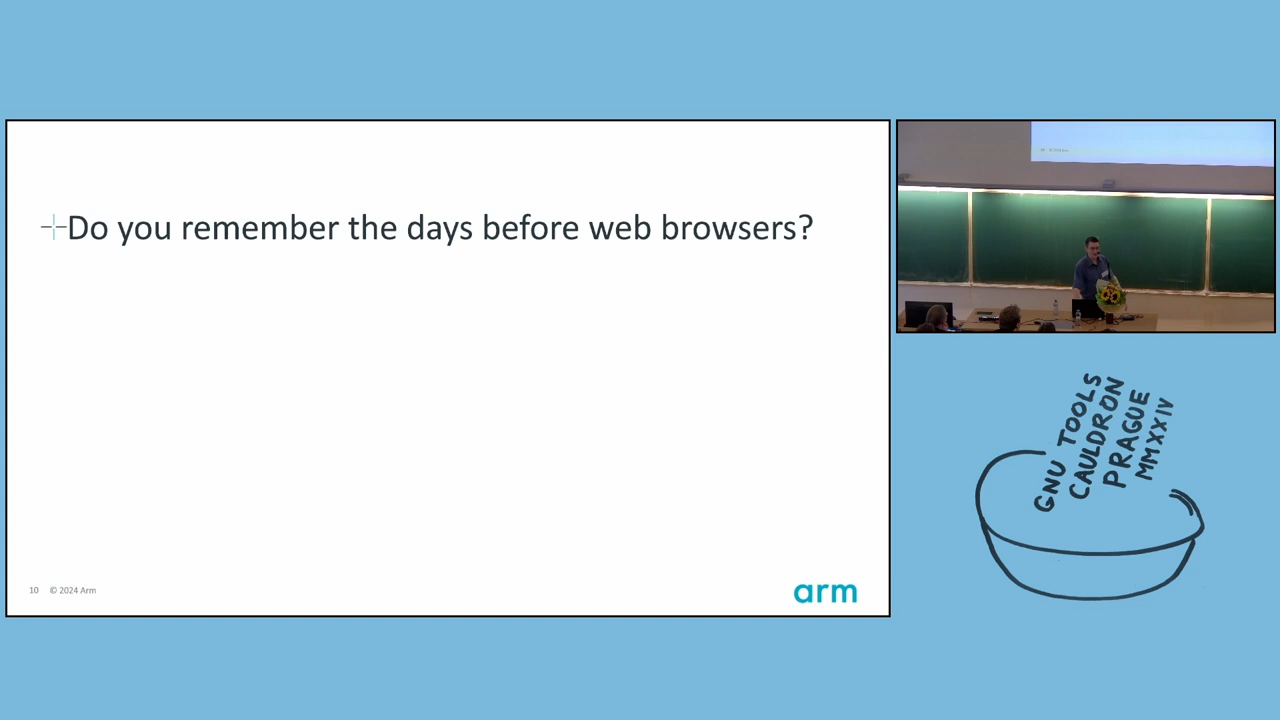 Do you remember the days before web browsers?
10 © 2024 Arm
arm
GNU TOOLS
CAULDRON
PRAGUE
MMXXIV